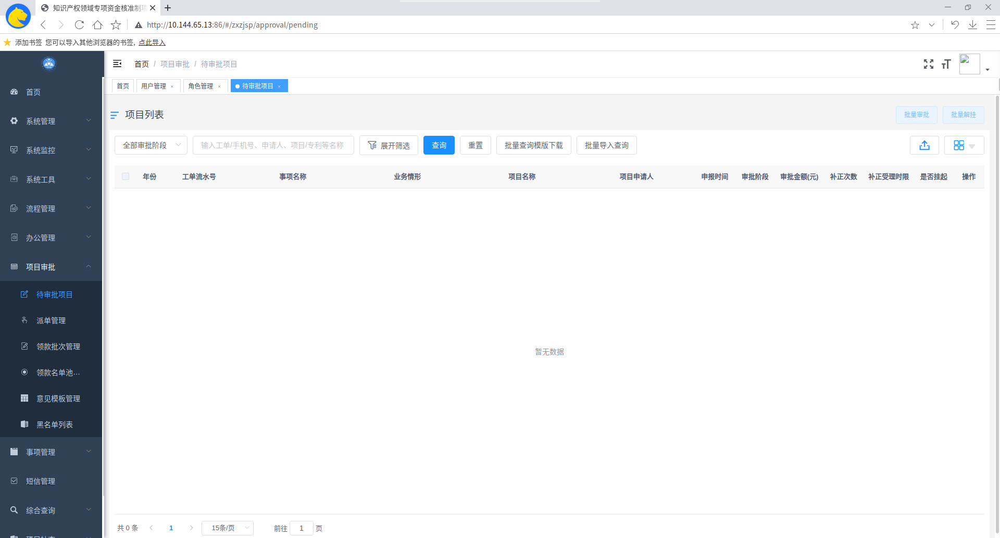 知识产权领域专项资金核准制项
http://10.144.65.13:86/#/zxzjsp/approval/pending
添加书签 您可以导入其他浏览器的书签, 点此导入
首页 / 项目审批 / 待审批项目
首页 用户管理 × 角色管理 × 待审批项目 ×
首页
系统管理
系统监控
系统工具
流程管理
办公管理
项目审批
待审批项目
派单管理
领款批次管理
领款名单池...
意见模板管理
黑名单列表
事项管理
短信管理
综合查询
项目列表
批量审批 批量解挂
全部审批阶段 输入工单/手机号、申请人、项目/专利等名称 展开筛选 查询 重置 批量查询模版下载 批量导入查询
年份 工单流水号 事项名称 业务情形 项目名称 项目申请人 申报时间 审批阶段 审批金额(元) 补正次数 补正受理时限 是否挂起 操作
暂无数据
共 0 条 1 15条/页 前往 1 页